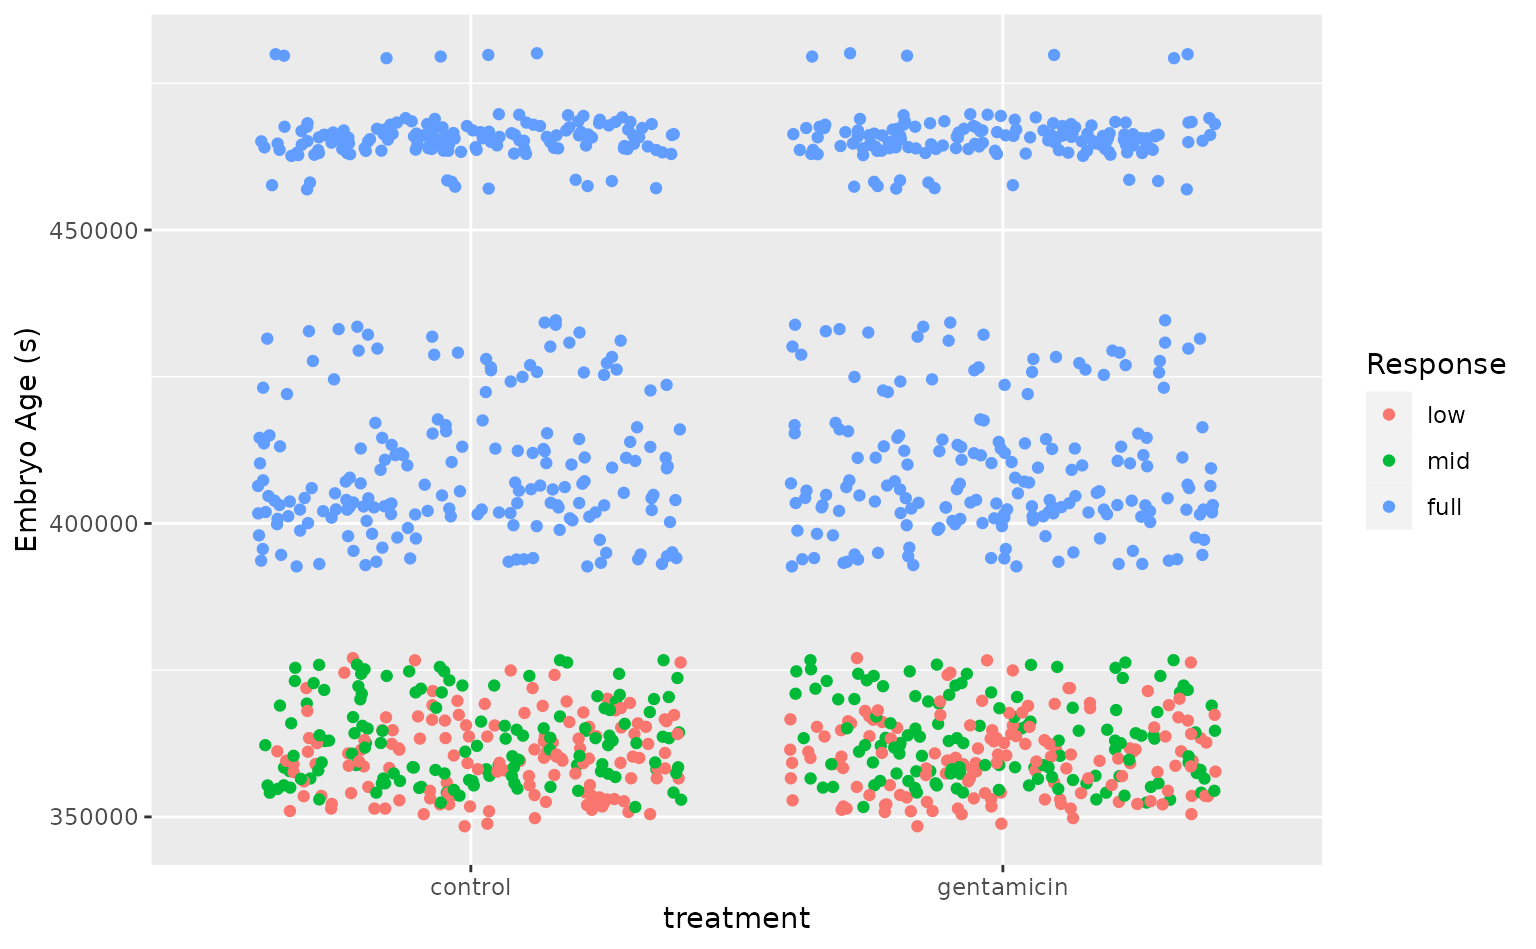 Embryo Age (s)
450000
400000
350000
control
gentamicin
treatment
Response
low
mid
full